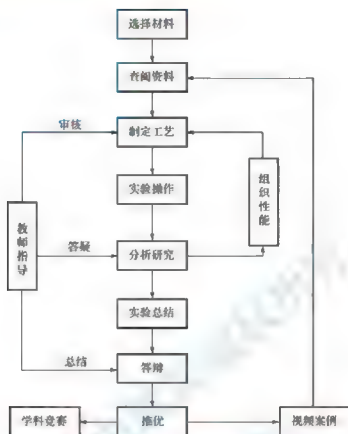 选择材料
查阅资料
审核
制定工艺
实验操作
组织性能
教师指导
答疑
分析研究
实验总结
总结
答辩
学科竞赛
推优
视频案例